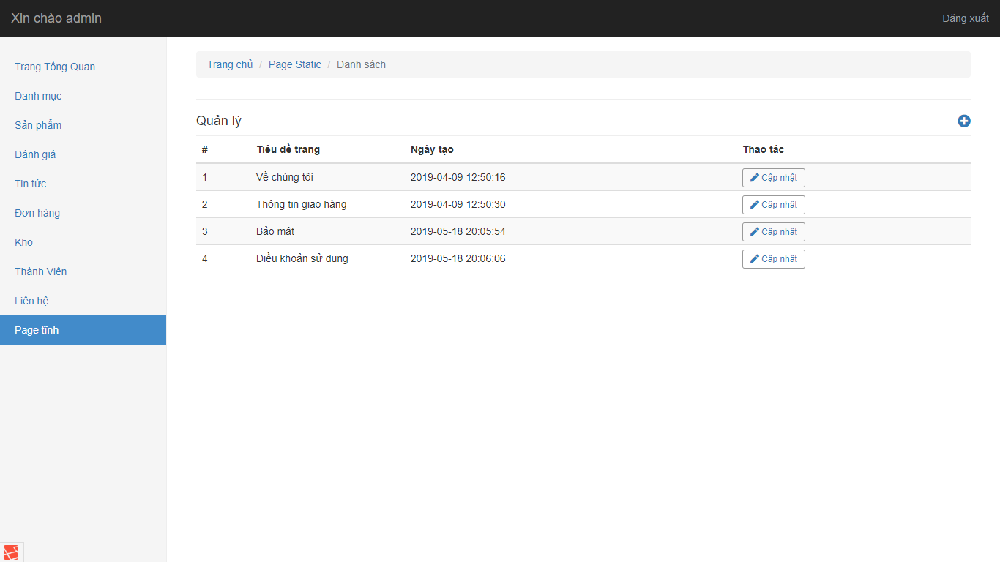 Xin chào admin
Đăng xuất
Trang Tổng Quan
Danh mục
Sản phẩm
Đánh giá
Tin tức
Đơn hàng
Kho
Thành Viên
Liên hệ
Page tĩnh
Trang chủ / Page Static / Danh sách
Quản lý
# Tiêu đề trang Ngày tạo Thao tác
1 Về chúng tôi 2019-04-09 12:50:16 Cập nhật
2 Thông tin giao hàng 2019-04-09 12:50:30 Cập nhật
3 Bảo mật 2019-05-18 20:05:54 Cập nhật
4 Điều khoản sử dụng 2019-05-18 20:06:06 Cập nhật